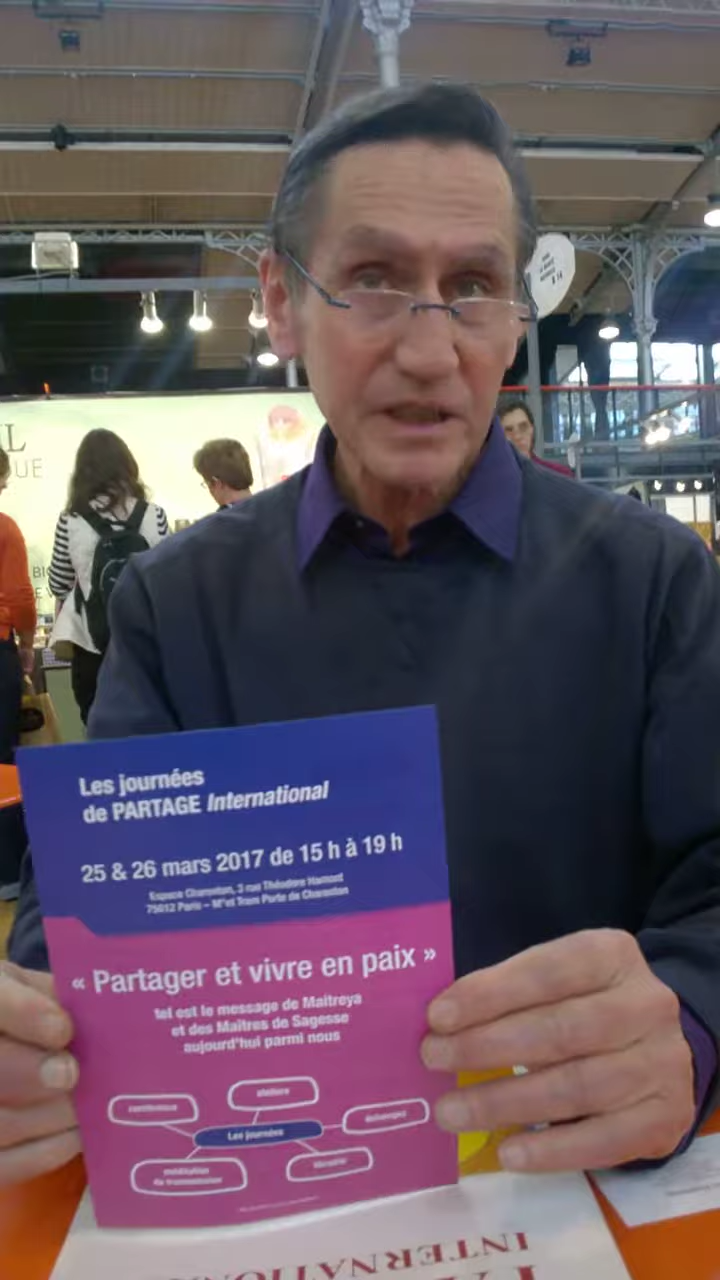 Les journées
de PARTAGE International
25 & 26 mars 2017 de 15 h à 19 h
Espace Charenton, 3 rue Théodore Hamont
75012 Paris – M° et Tram Porte de Charenton
« Partager et vivre en paix »
tel est le message de Maitreya
et des Maîtres de Sagesse
aujourd'hui parmi nous
conférence
ateliers
échanges
Les journées
méditation
de transmission
librairie
INTERNATION